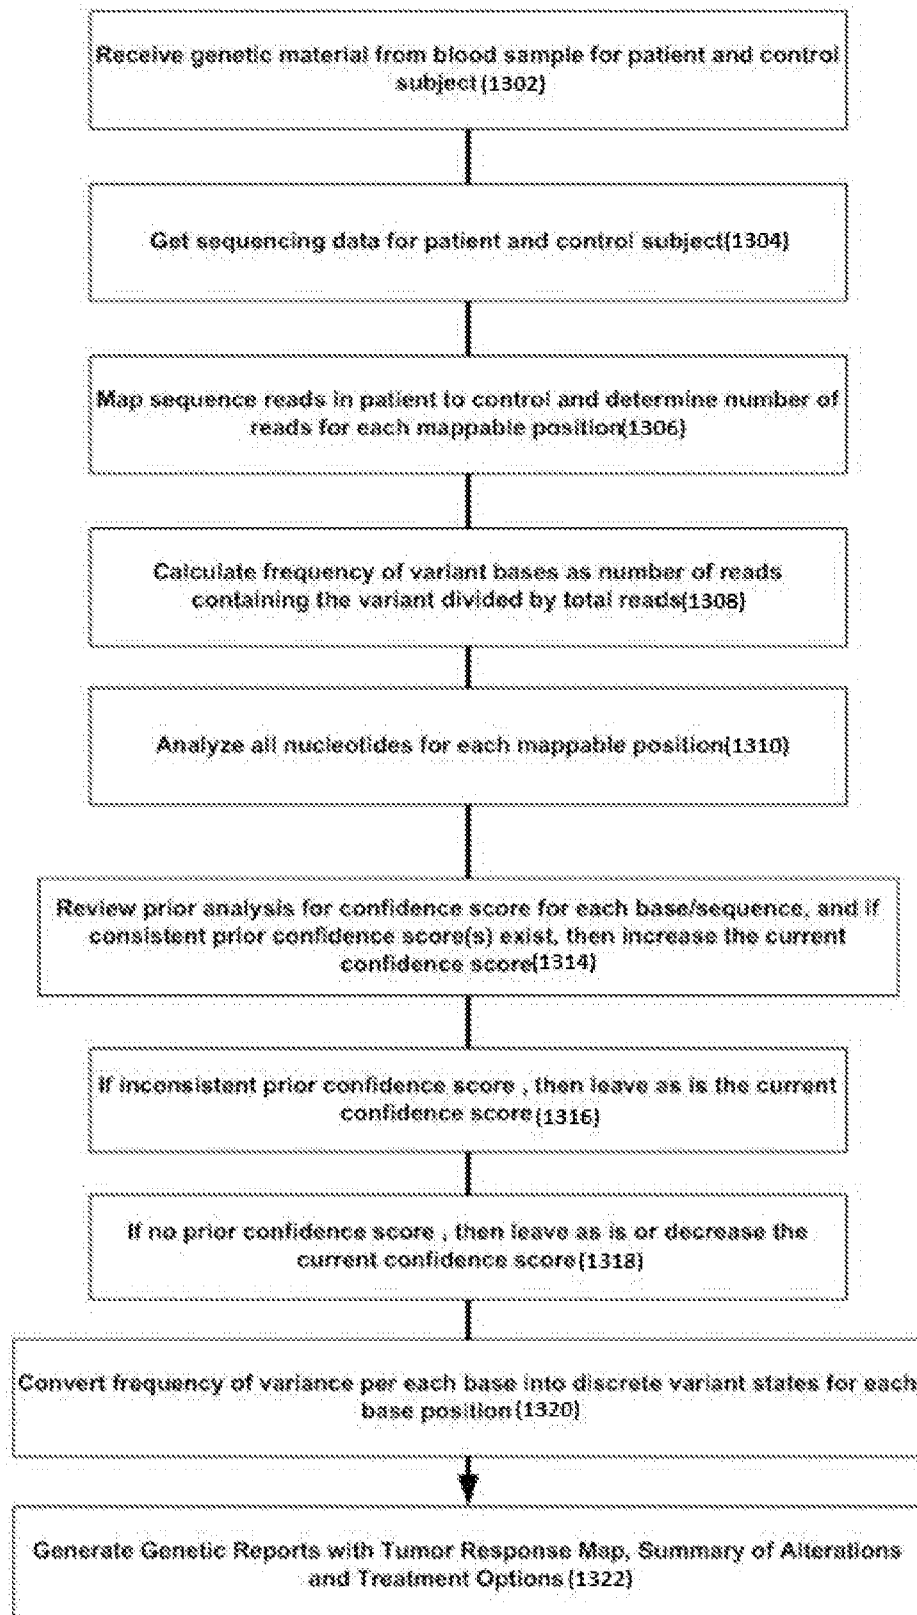 Receive genetic material from blood sample for patient and control
subject(1302)
Get sequencing data for patient and control subject(1304)
Map sequence reads in patient to control and determine number of
reads for each mappable position(1306)
Calculate frequency of variant bases as number of reads
containing the variant divided by total reads(1308)
Analyze all nucleotides for each mappable position(1310)
Review prior analysis for confidence score for each base/sequence, and if
consistent prior confidence score(s) exist, then increase the current
confidence score(1314)
If inconsistent prior confidence score , then leave as is the current
confidence score(1316)
If no prior confidence score , then leave as is or decrease the
current confidence score(1318)
Convert frequency of variance per each base into discrete variant states for each
base position(1320)
Generate Genetic Reports with Tumor Response Map, Summary of Alterations
and Treatment Options(1322)